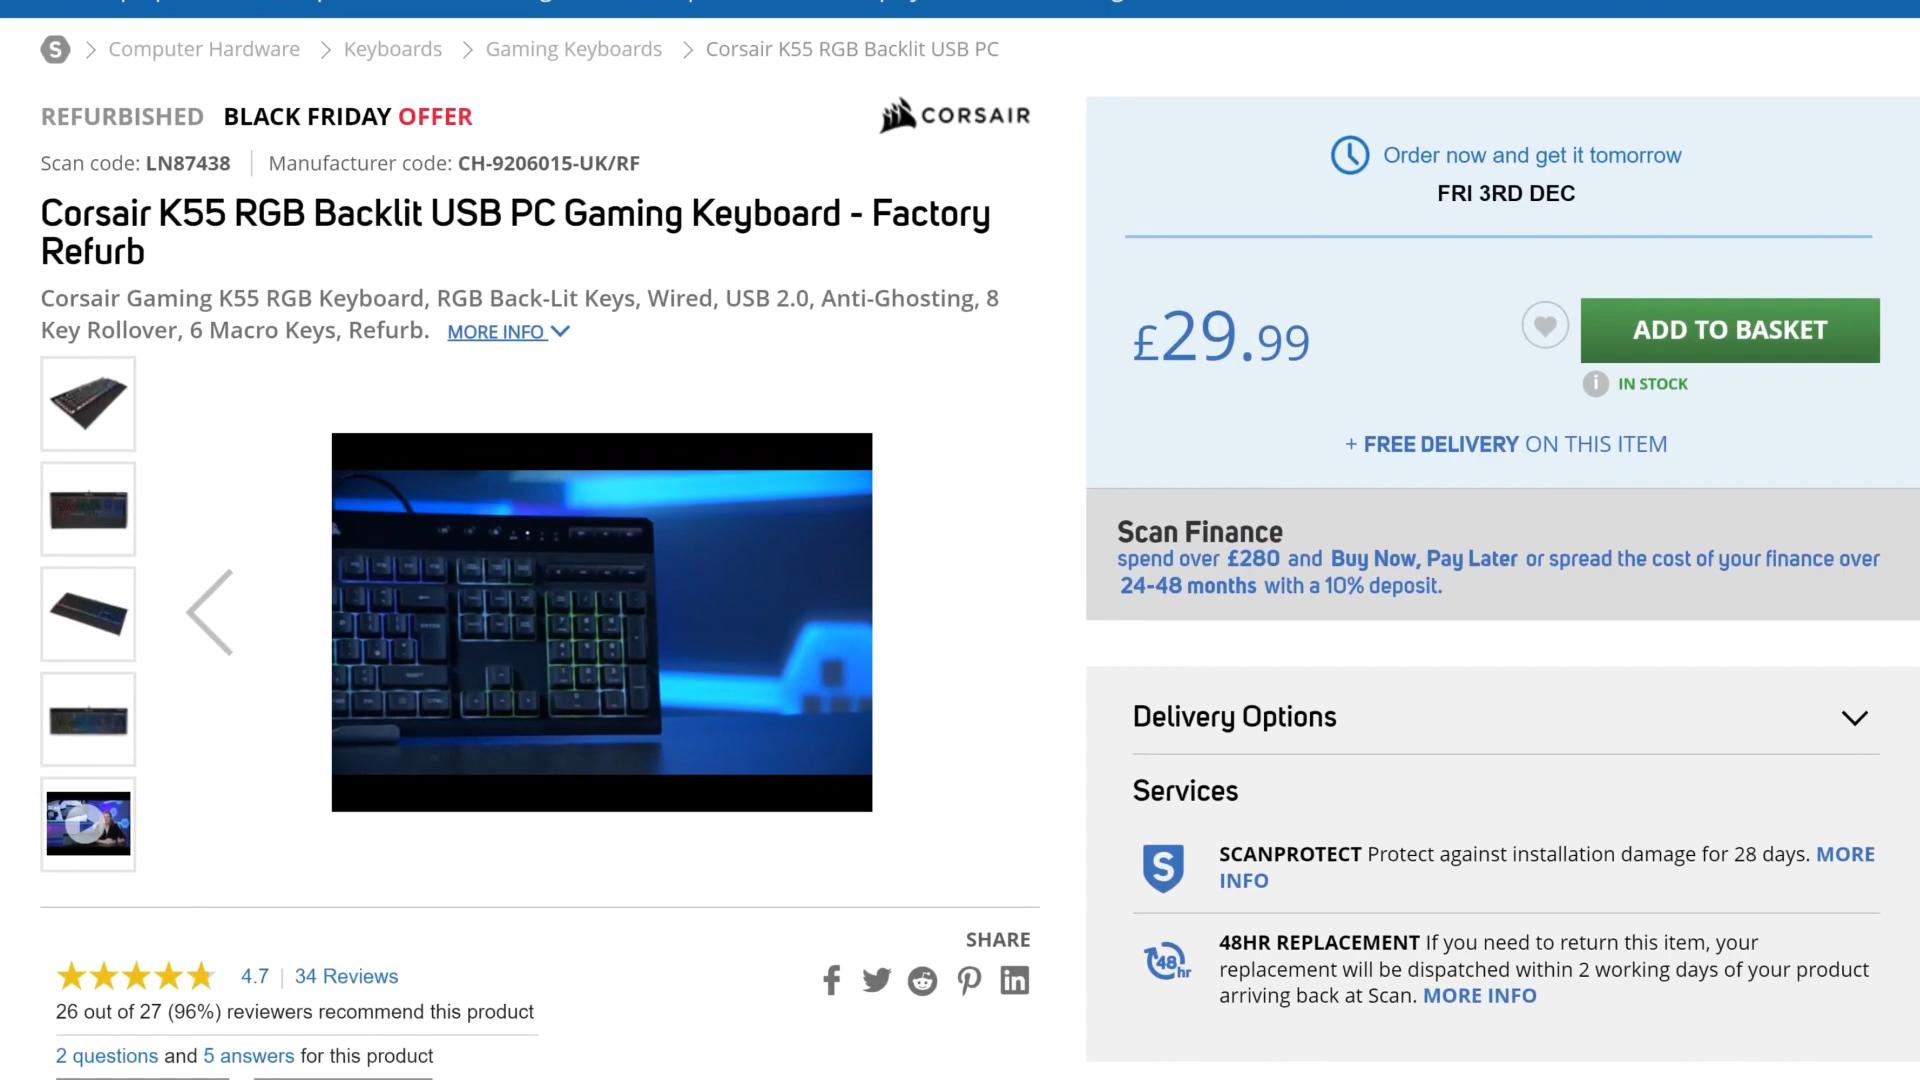 S > Computer Hardware > Keyboards > Gaming Keyboards > Corsair K55 RGB Backlit USB PC
REFURBISHED BLACK FRIDAY OFFER
CORSAIR
Scan code: LN87438 | Manufacturer code: CH-9206015-UK/RF
Corsair K55 RGB Backlit USB PC Gaming Keyboard - Factory
Refurb
Corsair Gaming K55 RGB Keyboard, RGB Back-Lit Keys, Wired, USB 2.0, Anti-Ghosting, 8
Key Rollover, 6 Macro Keys, Refurb. MORE INFO
SHARE
4.7 | 34 Reviews
26 out of 27 (96%) reviewers recommend this product
2 questions and 5 answers for this product
Order now and get it tomorrow
FRI 3RD DEC
£29.99
ADD TO BASKET
i IN STOCK
+ FREE DELIVERY ON THIS ITEM
Scan Finance
spend over £280 and Buy Now, Pay Later or spread the cost of your finance over
24-48 months with a 10% deposit.
Delivery Options
Services
S
SCANPROTECT Protect against installation damage for 28 days. MORE
INFO
48hr
48HR REPLACEMENT If you need to return this item, your
replacement will be dispatched within 2 working days of your product
arriving back at Scan. MORE INFO